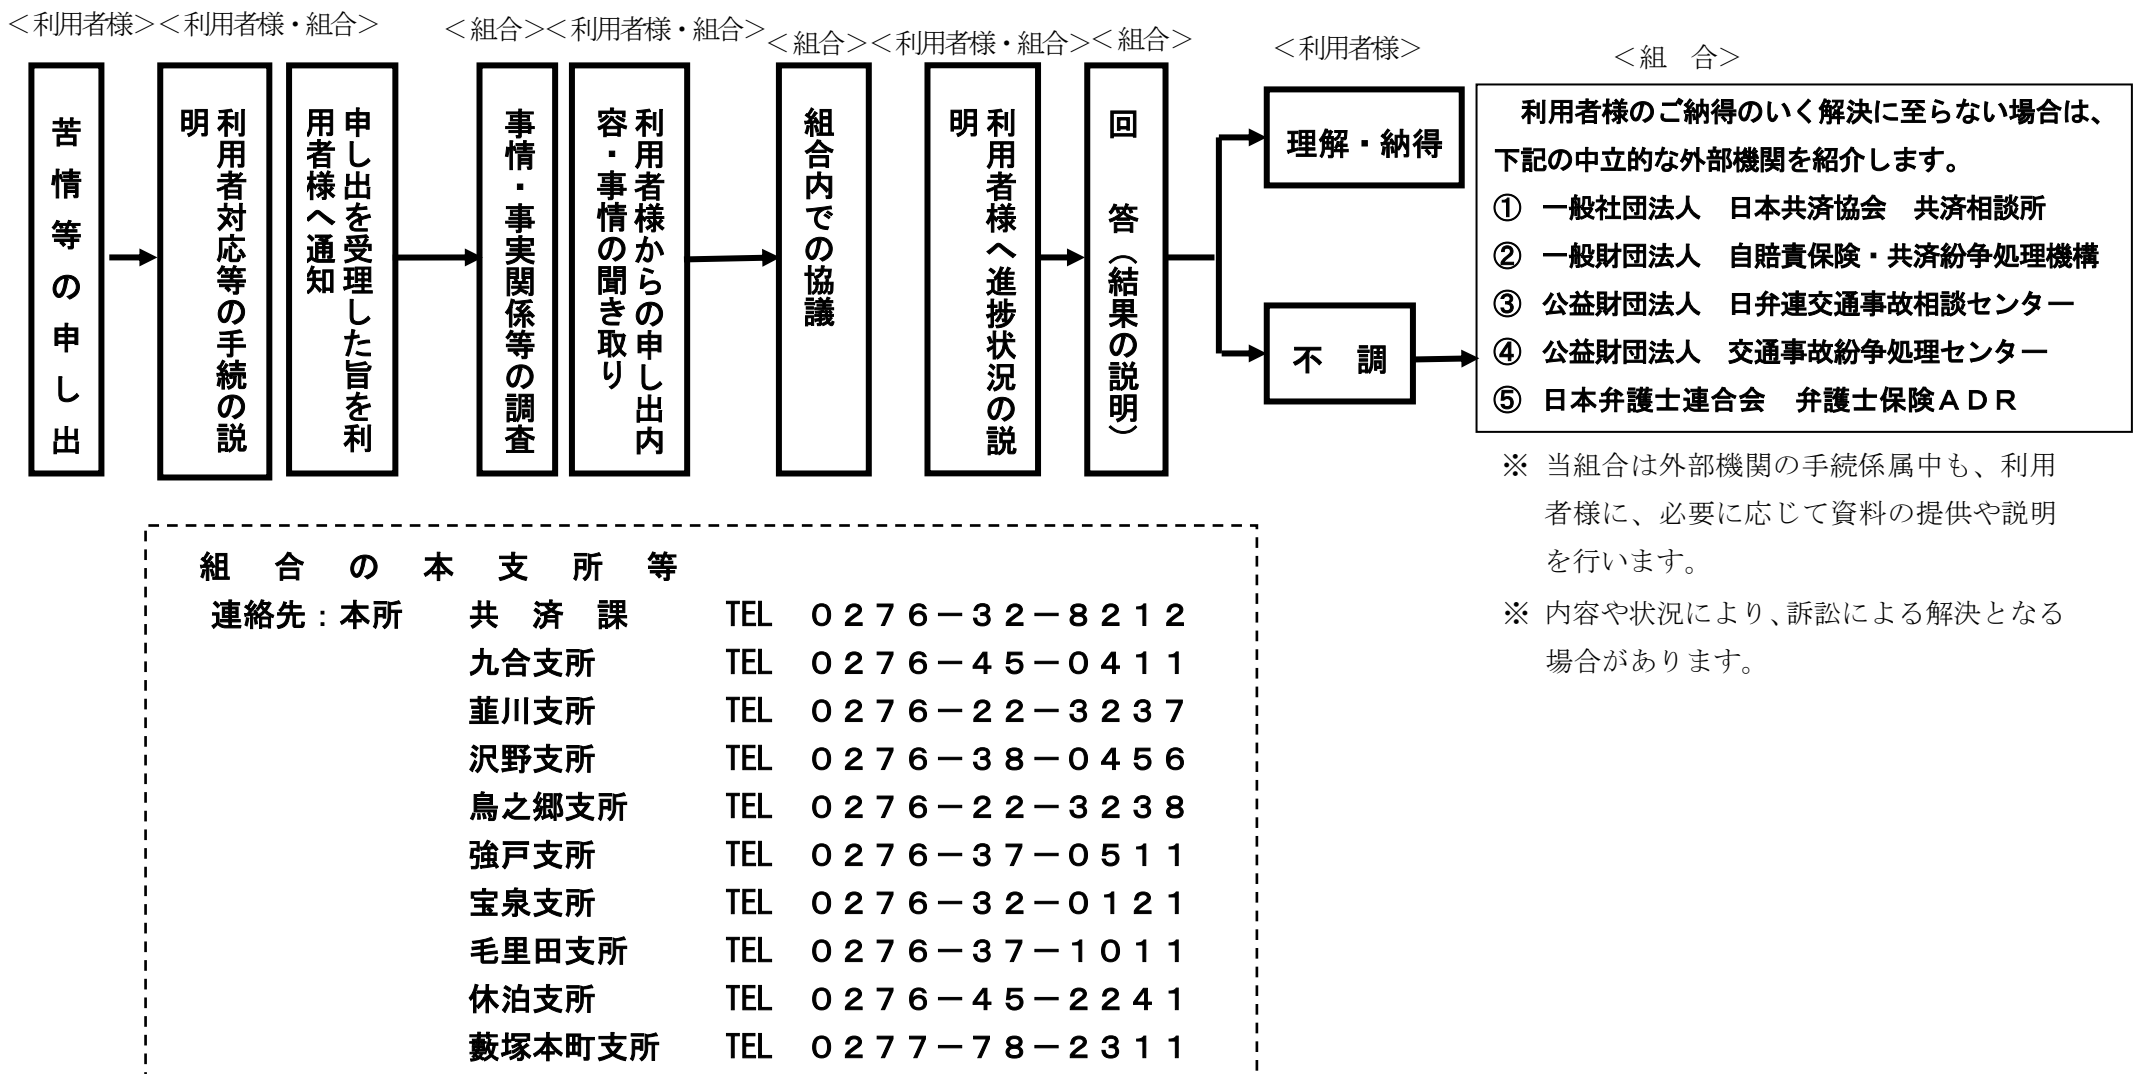 ＜利用者様＞＜利用者様・組合＞
＜組合＞＜利用者様・組合＞
＜組合＞＜利用者様・組合＞＜組合＞
＜利用者様＞
＜組　合＞
苦情等の申し出
利用者対応等の手続の説
明
申し出を受理した旨を利
用者様へ通知
事情・事実関係等の調査
利用者様からの申し出内
容・事情の聞き取り
組合内での協議
利用者様へ進捗状況の説
明
回　答（結果の説明）
理解・納得
不　調
利用者様のご納得のいく解決に至らない場合は、
下記の中立的な外部機関を紹介します。
①　一般社団法人　日本共済協会　共済相談所
②　一般財団法人　自賠責保険・共済紛争処理機構
③　公益財団法人　日弁連交通事故相談センター
④　公益財団法人　交通事故紛争処理センター
⑤　日本弁護士連合会　弁護士保険ＡＤＲ
※　当組合は外部機関の手続係属中も、利用
者様に、必要に応じて資料の提供や説明
を行います。
※　内容や状況により、訴訟による解決となる
場合があります。
組　合　の　本　支　所　等
連絡先：本所　共　済　課　TEL　０２７６－３２－８２１２
九合支所　TEL　０２７６－４５－０４１１
韮川支所　TEL　０２７６－２２－３２３７
沢野支所　TEL　０２７６－３８－０４５６
鳥之郷支所　TEL　０２７６－２２－３２３８
強戸支所　TEL　０２７６－３７－０５１１
宝泉支所　TEL　０２７６－３２－０１２１
毛里田支所　TEL　０２７６－３７－１０１１
休泊支所　TEL　０２７６－４５－２２４１
藪塚本町支所　TEL　０２７７－７８－２３１１